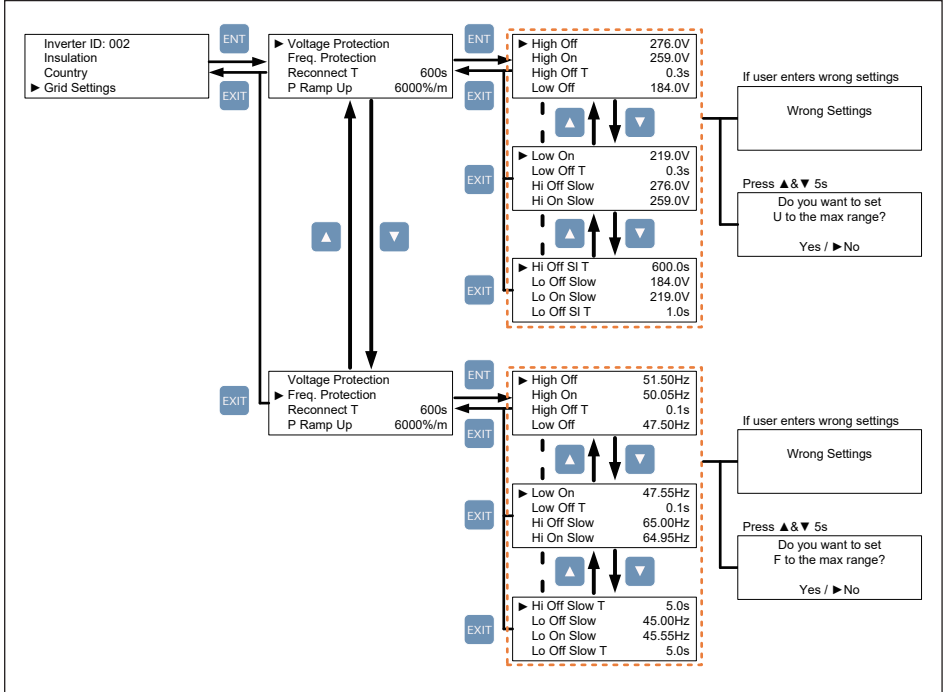 Inverter ID: 002
Insulation
Country
► Grid Settings
ENT
EXIT
► Voltage Protection
Freq. Protection
Reconnect T 600s
P Ramp Up 6000%/m
ENT
EXIT
► High Off 276.0V
High On 259.0V
High Off T 0.3s
Low Off 184.0V
▲ ▼
EXIT
► Low On 219.0V
Low Off T 0.3s
Hi Off Slow 276.0V
Hi On Slow 259.0V
▲ ▼
EXIT
► Hi Off Sl T 600.0s
Lo Off Slow 184.0V
Lo On Slow 219.0V
Lo Off Sl T 1.0s
If user enters wrong settings
Wrong Settings
Press ▲&▼ 5s
Do you want to set
U to the max range?
Yes / ►No
▲ ▼
EXIT
Voltage Protection
► Freq. Protection
Reconnect T 600s
P Ramp Up 6000%/m
ENT
EXIT
► High Off 51.50Hz
High On 50.05Hz
High Off T 0.1s
Low Off 47.50Hz
▲ ▼
EXIT
► Low On 47.55Hz
Low Off T 0.1s
Hi Off Slow 65.00Hz
Hi On Slow 64.95Hz
▲ ▼
EXIT
► Hi Off Slow T 5.0s
Lo Off Slow 45.00Hz
Lo On Slow 45.55Hz
Lo Off Slow T 5.0s
If user enters wrong settings
Wrong Settings
Press ▲&▼ 5s
Do you want to set
F to the max range?
Yes / ►No